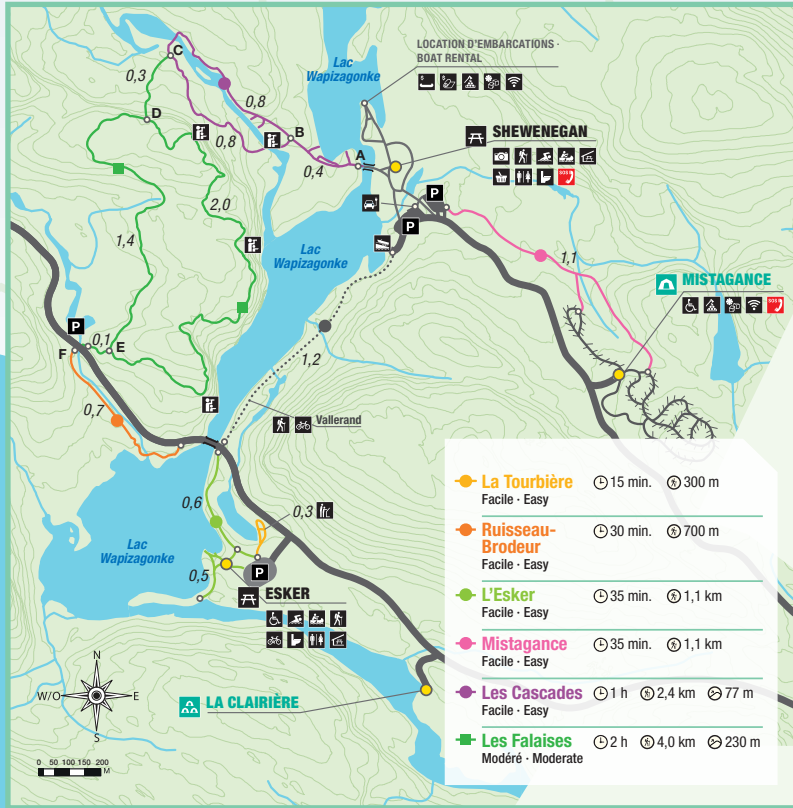 C
LOCATION D'EMBARCATIONS ·
BOAT RENTAL
Lac
Wapizagonke
0,3
0,8
D
B
SHEWENEGAN
0,8
A
0,4
SOS
P
2,0
P
Lac
Wapizagonke
1,4
1,1
MISTAGANCE
SOS
P
F
0,1
E
1,2
0,7
Vallerand
0,6
0,3
Lac
Wapizagonke
0,5
P
ESKER
LA CLAIRIÈRE
N
W/O
E
S
0 50 100 150 200
M
La Tourbière 15 min. 300 m
Facile · Easy
Ruisseau- 30 min. 700 m
Brodeur
Facile · Easy
L'Esker 35 min. 1,1 km
Facile · Easy
Mistagance 35 min. 1,1 km
Facile · Easy
Les Cascades 1 h 2,4 km 77 m
Facile · Easy
Les Falaises 2 h 4,0 km 230 m
Modéré · Moderate